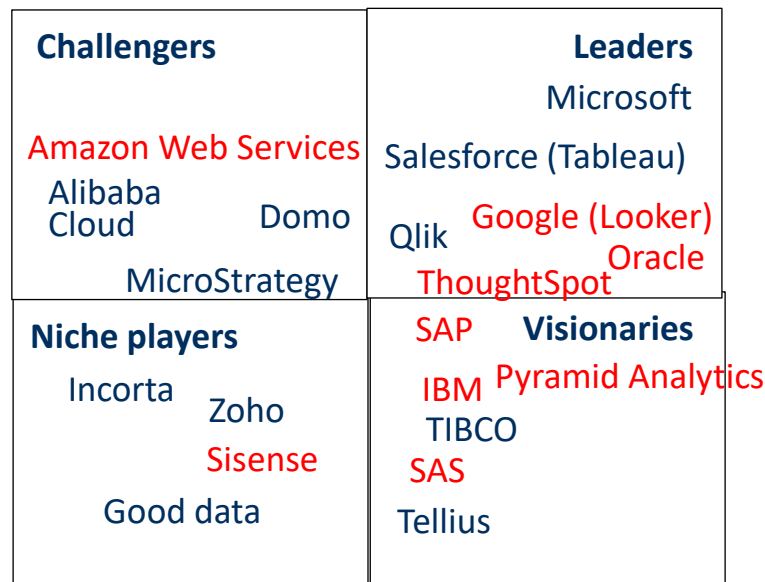 Challengers
Amazon Web Services
Alibaba
Cloud
Domo
MicroStrategy
Leaders
Microsoft
Salesforce (Tableau)
Google (Looker)
Qlik
Oracle
ThoughtSpot
Niche players
Incorta
Zoho
Sisense
Good data
Visionaries
SAP
Pyramid Analytics
IBM
TIBCO
SAS
Tellius